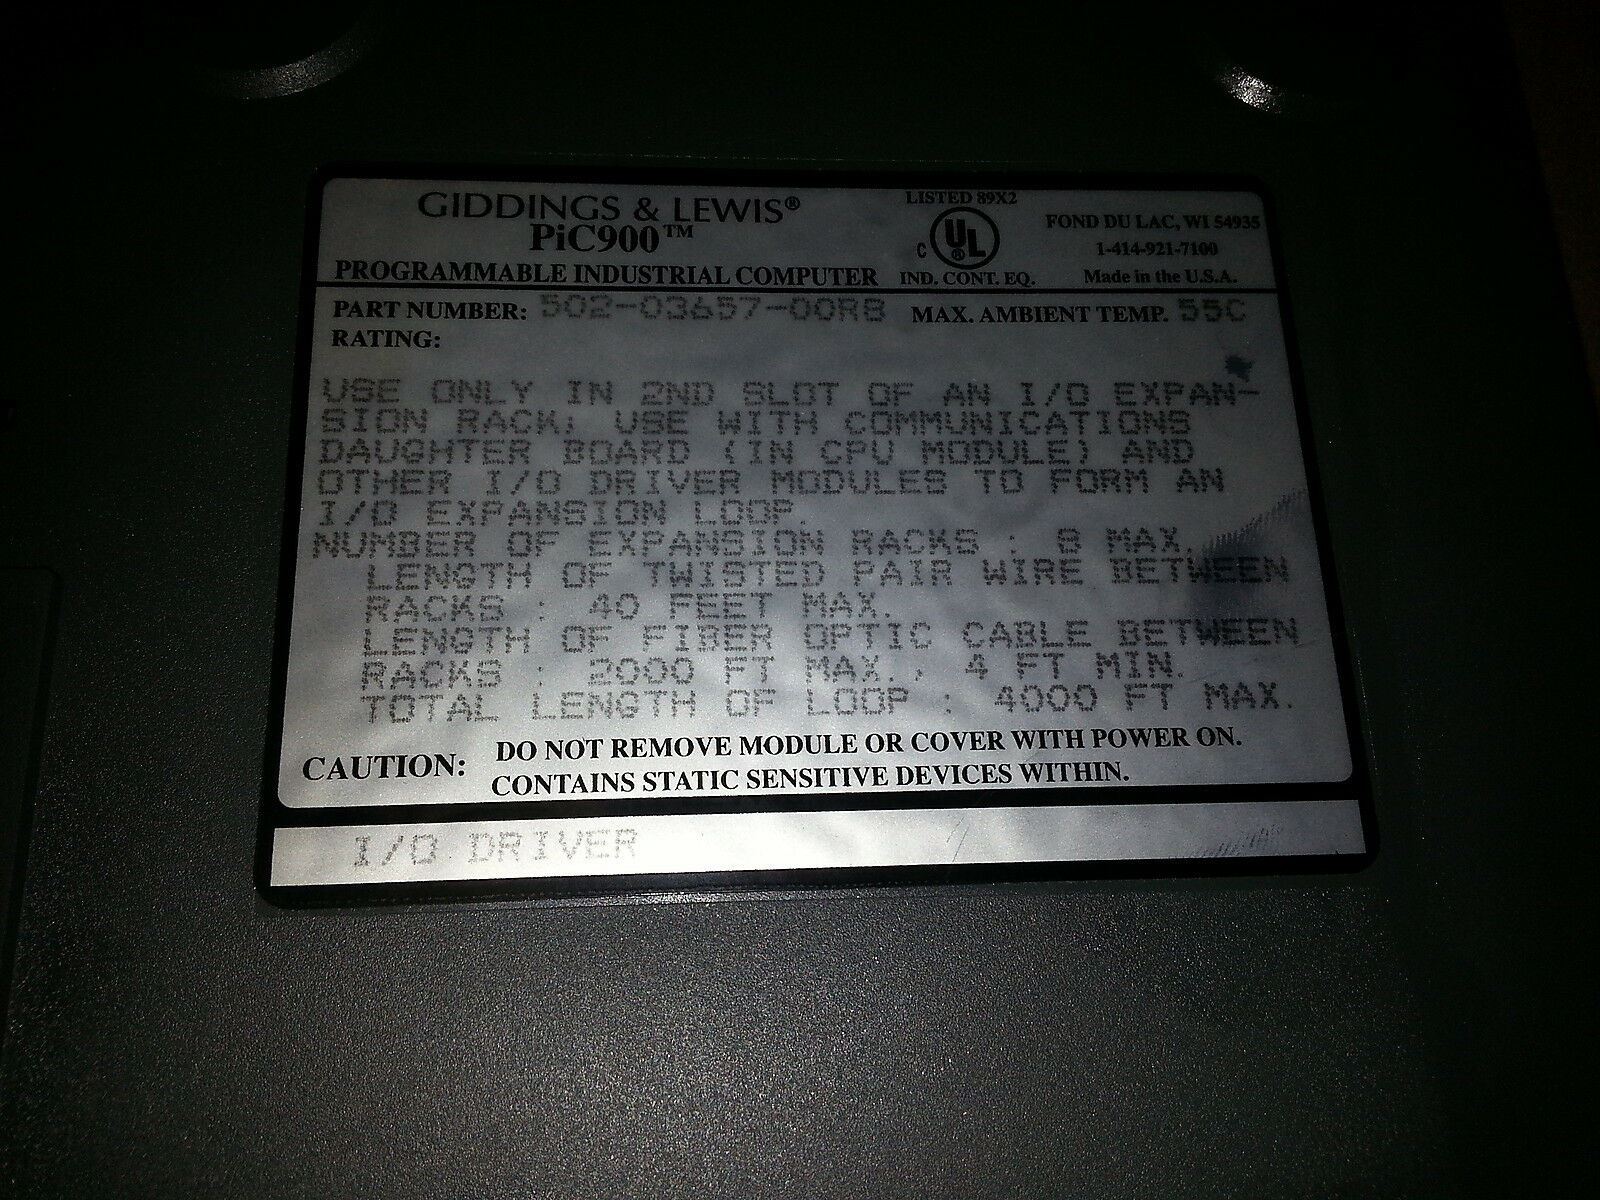 GIDDINGS & LEWIS®
PiC900™
PROGRAMMABLE INDUSTRIAL COMPUTER
LISTED 89X2
C UL ®
IND. CONT. EQ.
FOND DU LAC, WI 54935
1-414-921-7100
Made in the U.S.A.
PART NUMBER: 502-03657-00R8 MAX. AMBIENT TEMP. 55C
RATING:
USE ONLY IN 2ND SLOT OF AN I/O EXPAN-
SION RACK; USE WITH COMMUNICATIONS
DAUGHTER BOARD (IN CPU MODULE) AND
OTHER I/O DRIVER MODULES TO FORM AN
I/O EXPANSION LOOP.
NUMBER OF EXPANSION RACKS : 8 MAX.
LENGTH OF TWISTED PAIR WIRE BETWEEN
RACKS : 40 FEET MAX.
LENGTH OF FIBER OPTIC CABLE BETWEEN
RACKS : 2000 FT MAX., 4 FT MIN.
TOTAL LENGTH OF LOOP : 4000 FT MAX.
CAUTION: DO NOT REMOVE MODULE OR COVER WITH POWER ON.
CONTAINS STATIC SENSITIVE DEVICES WITHIN.
I/O DRIVER